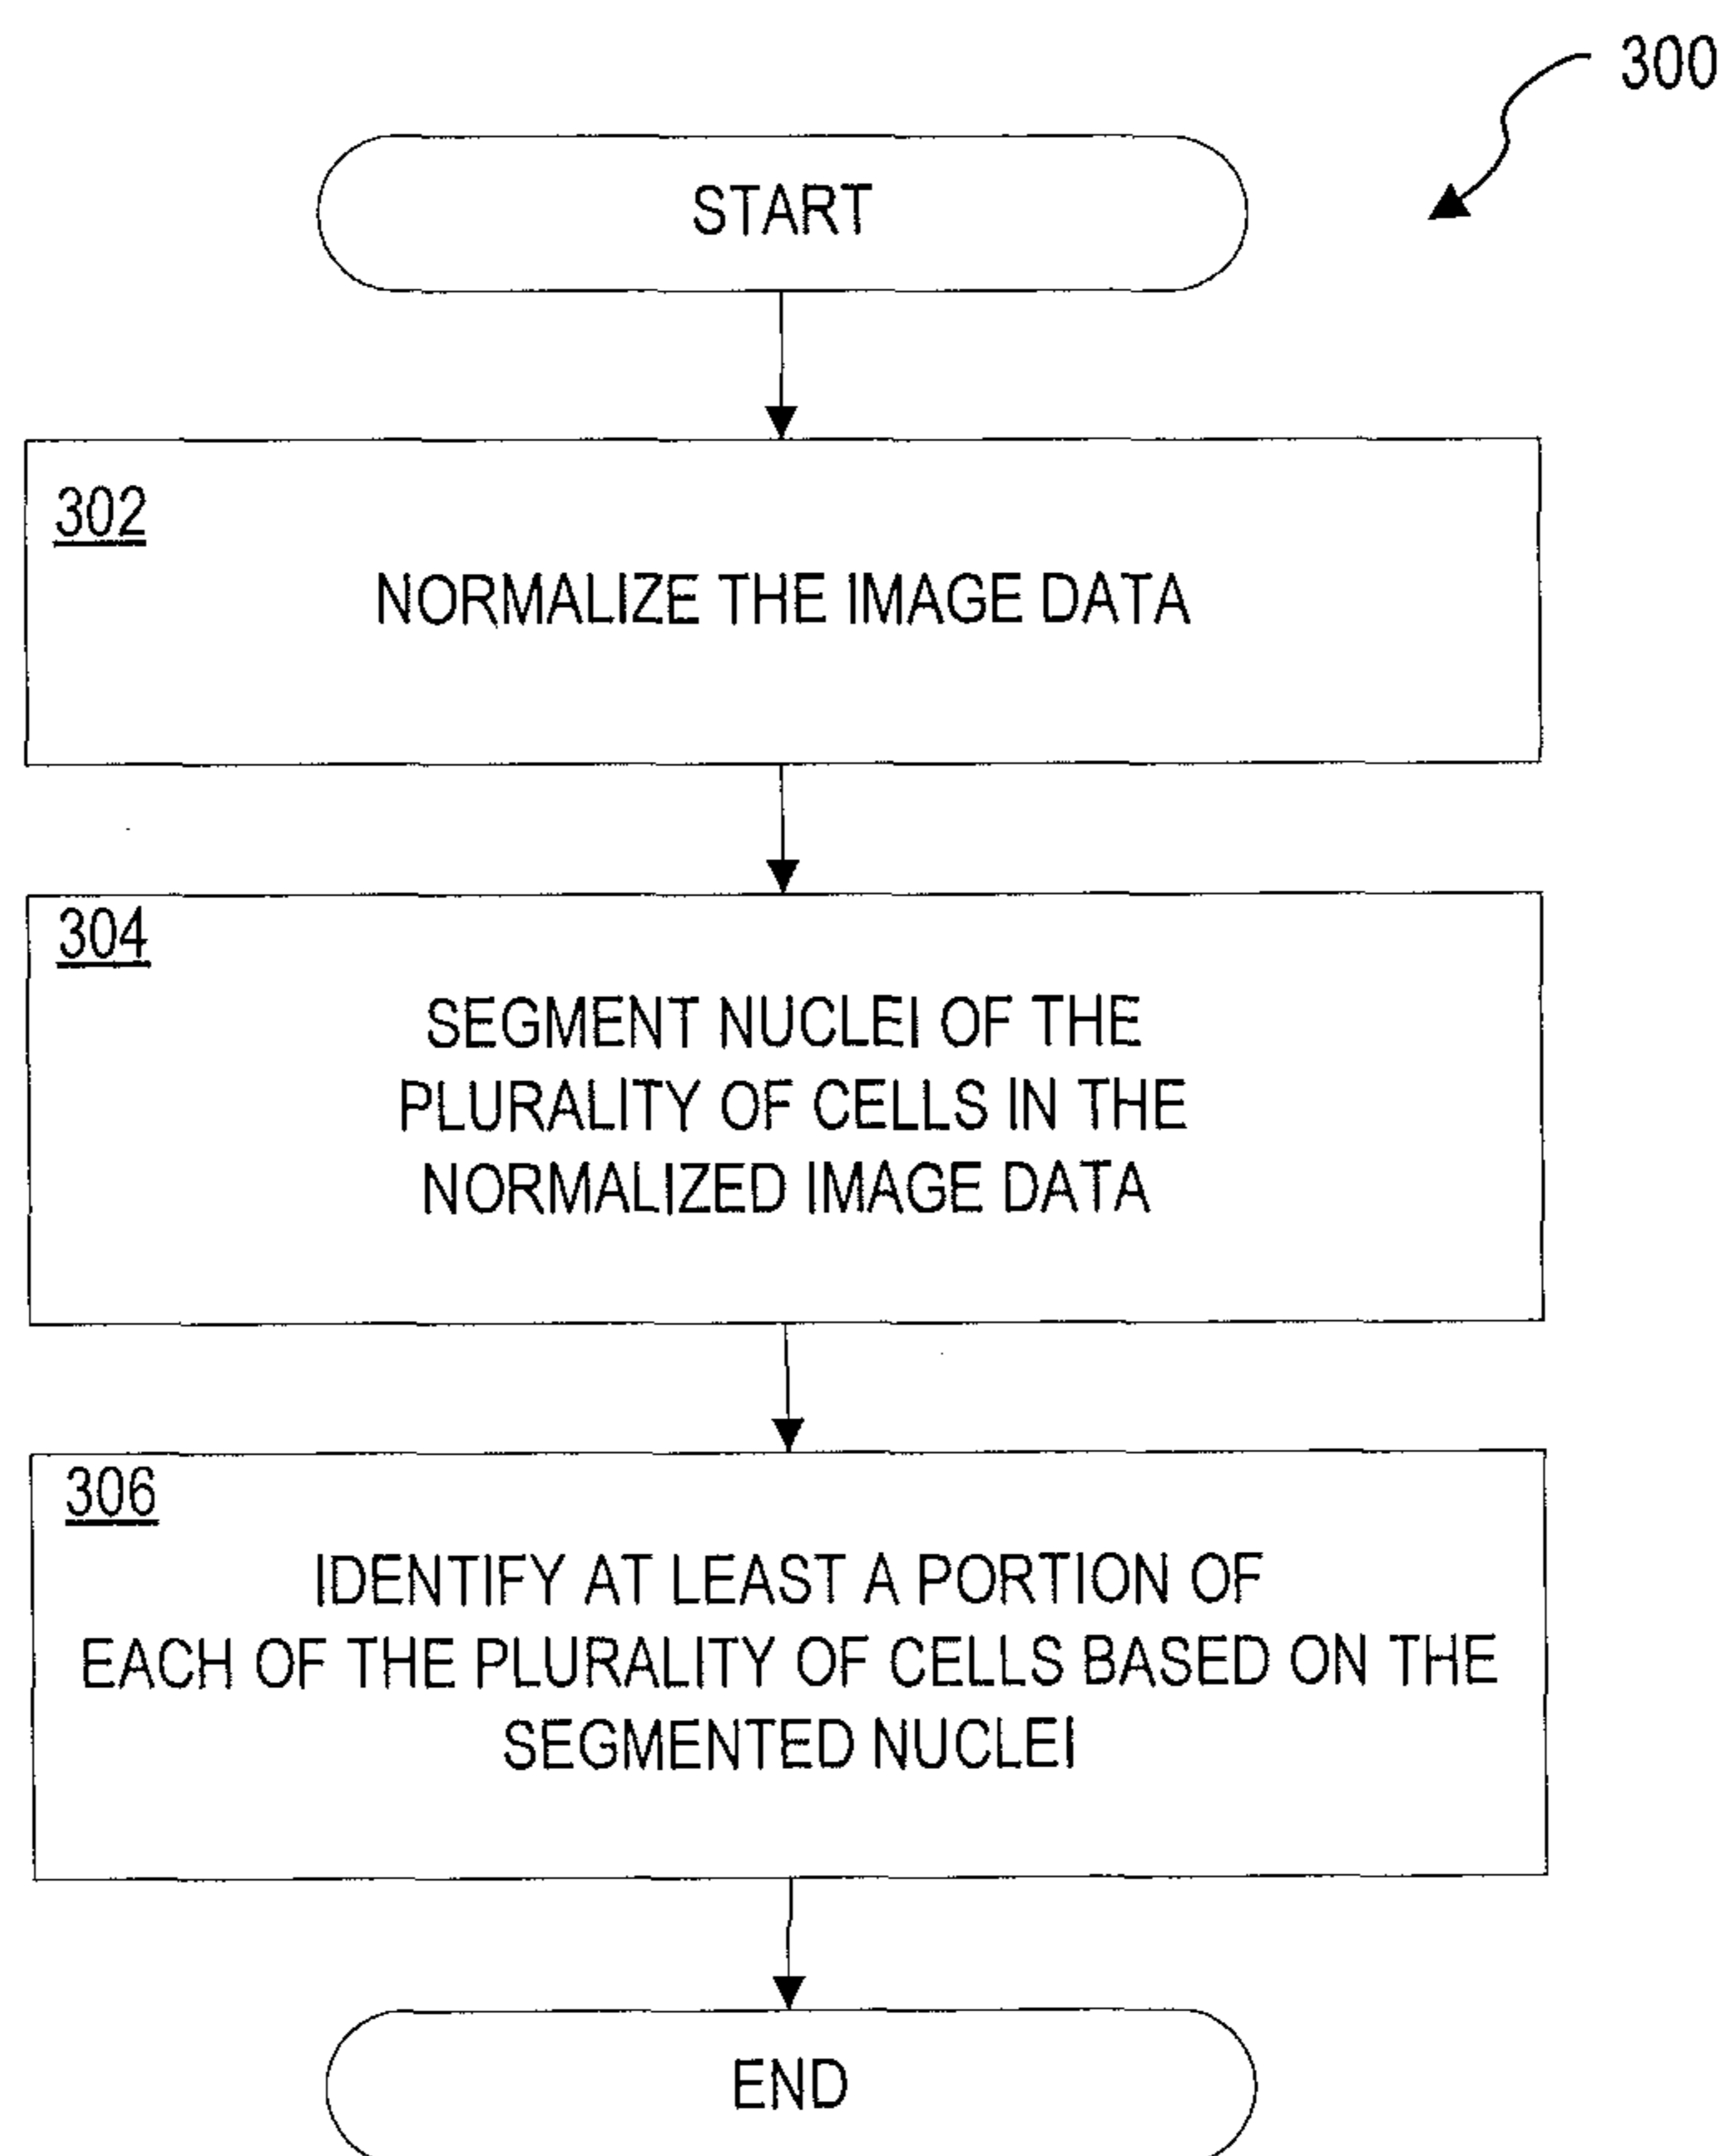 300
START
302
NORMALIZE THE IMAGE DATA
304
SEGMENT NUCLEI OF THE
PLURALITY OF CELLS IN THE
NORMALIZED IMAGE DATA
306
IDENTIFY AT LEAST A PORTION OF
EACH OF THE PLURALITY OF CELLS BASED ON THE
SEGMENTED NUCLEI
END